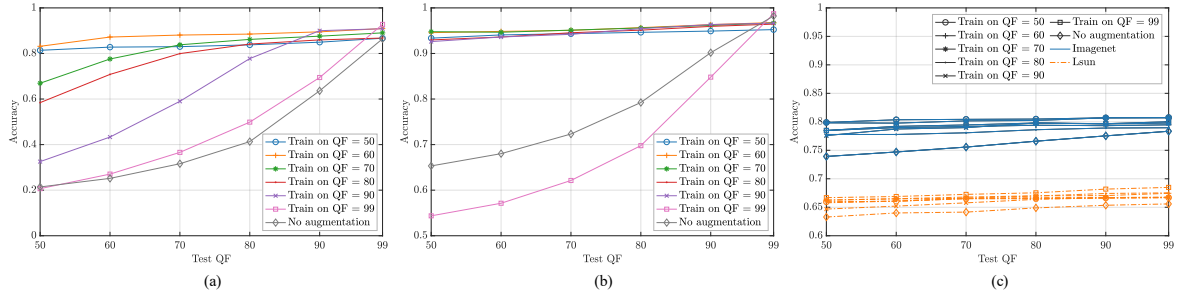 1
0.8
0.6
0.4
0.2
0
Accuracy
50
60
70
80
90
99
Test QF
Train on QF = 50
Train on QF = 60
Train on QF = 70
Train on QF = 80
Train on QF = 90
Train on QF = 99
No augmentation
(a)
1
0.9
0.8
0.7
0.6
0.5
Accuracy
50
60
70
80
90
99
Test QF
Train on QF = 50
Train on QF = 60
Train on QF = 70
Train on QF = 80
Train on QF = 90
Train on QF = 99
No augmentation
(b)
1
0.95
0.9
0.85
0.8
0.75
0.7
0.65
0.6
Accuracy
50
60
70
80
90
99
Test QF
Train on QF = 50
Train on QF = 60
Train on QF = 70
Train on QF = 80
Train on QF = 90
Train on QF = 99
No augmentation
Imagenet
Lsun
(c)